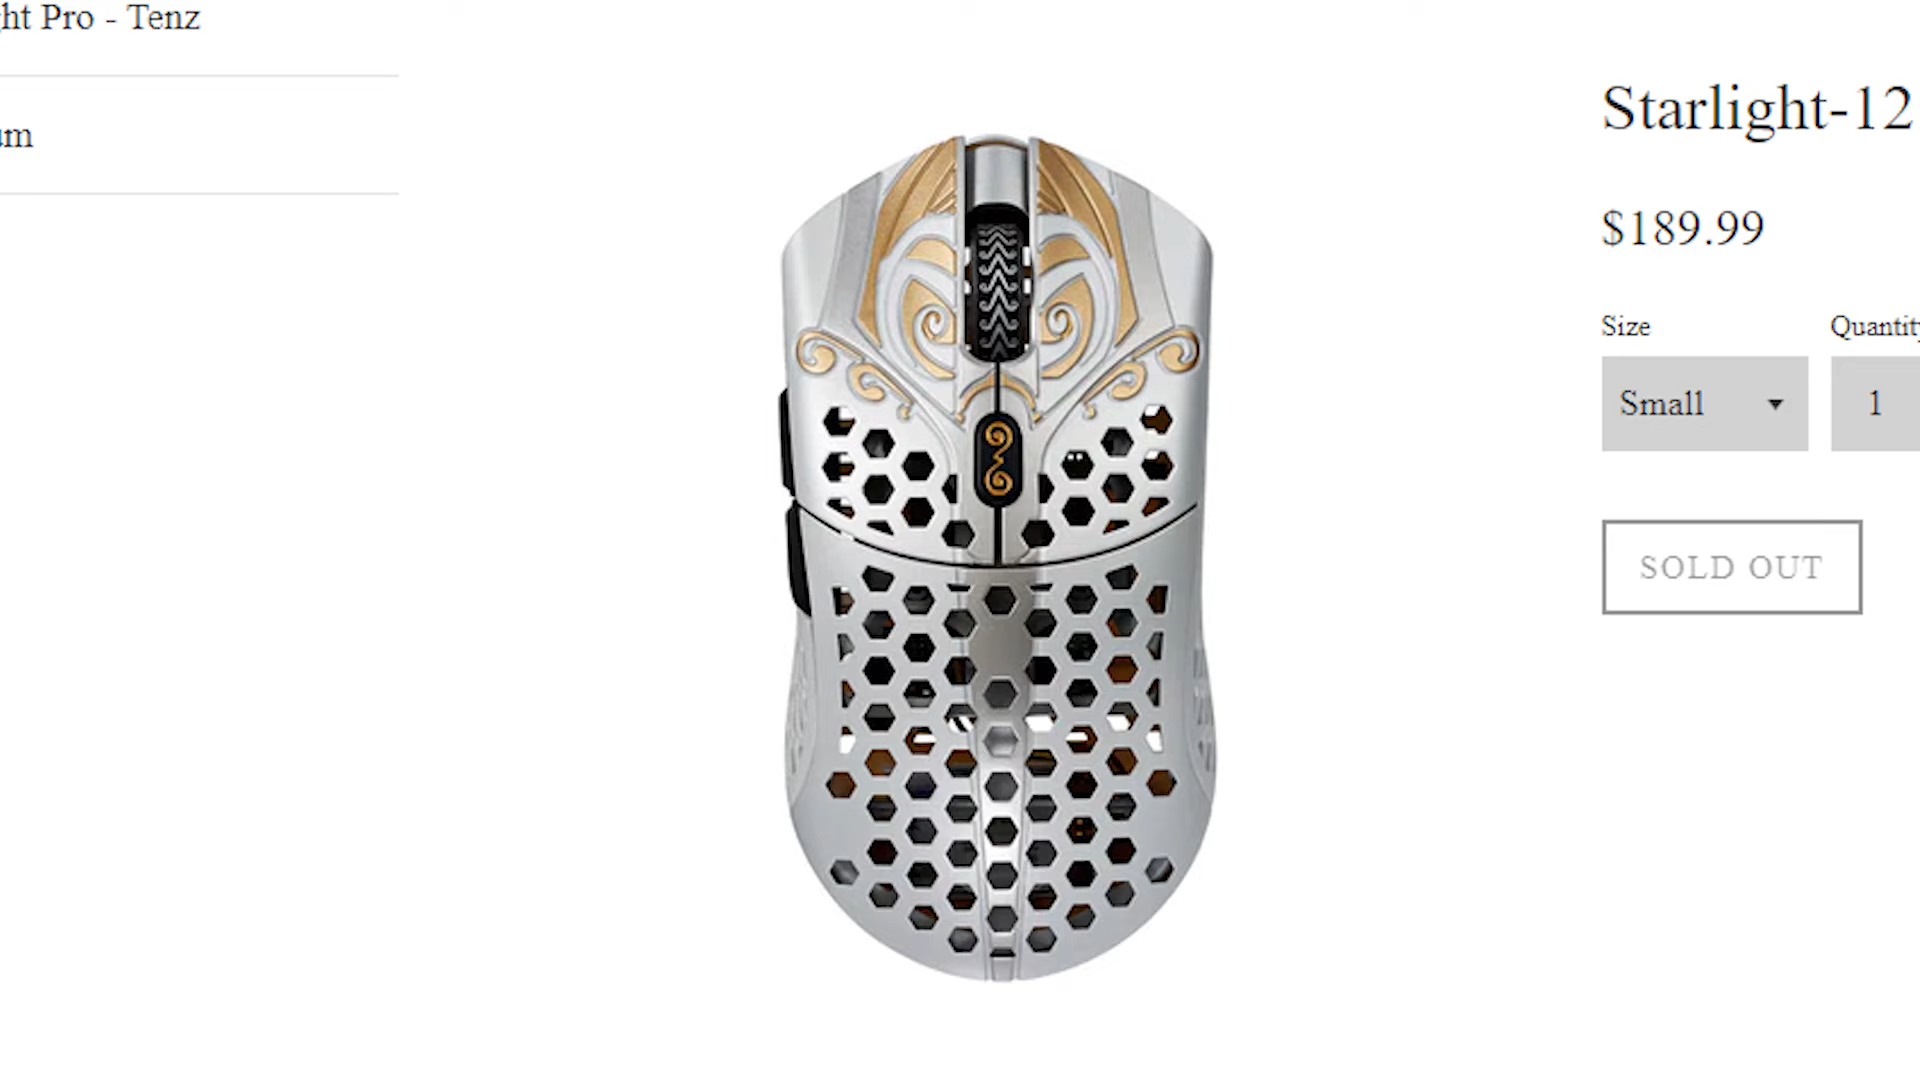 ht Pro - Tenz
um
Starlight-12
$189.99
Size
Quantity
Small
1
SOLD OUT